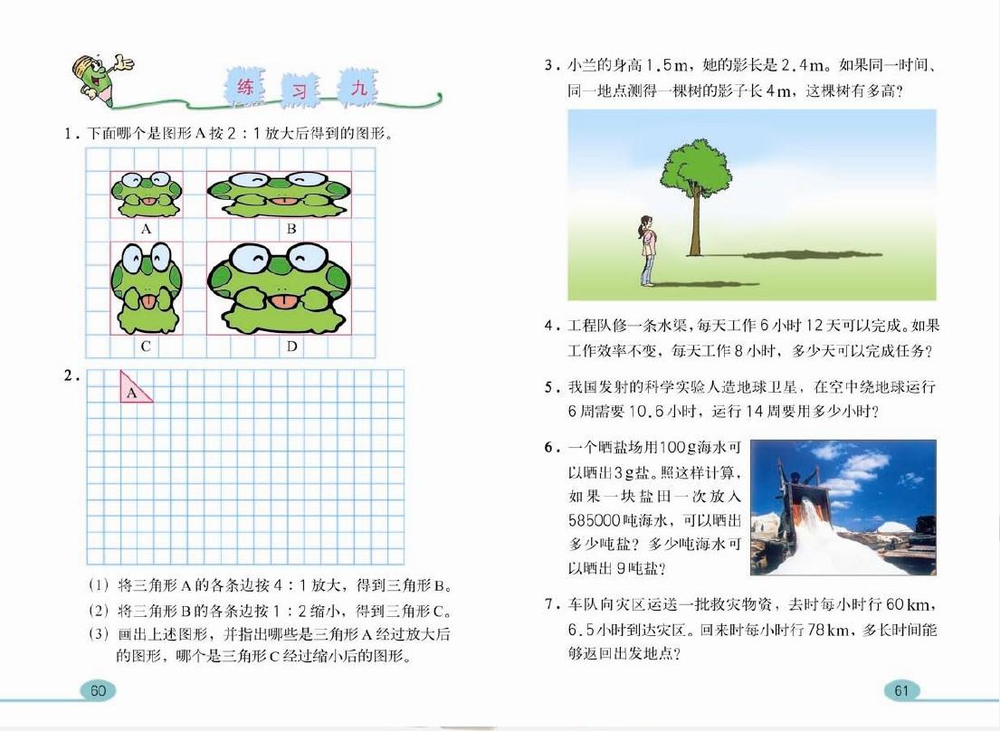 练习九
1. 下面哪个是图形A按2:1放大后得到的图形。
A
B
C
D
2.
A
(1) 将三角形A的各条边按4:1放大，得到三角形B。
(2) 将三角形B的各条边按1:2缩小，得到三角形C。
(3) 画出上述图形，并指出哪些是三角形A经过放大后
的图形，哪个是三角形C经过缩小后的图形。
60
3. 小兰的身高1.5m，她的影长是2.4m。如果同一时间、
同一地点测得一棵树的影子长4m，这棵树有多高？
4. 工程队修一条水渠，每天工作6小时12天可以完成。如果
工作效率不变，每天工作8小时，多少天可以完成任务？
5. 我国发射的科学实验人造地球卫星，在空中绕地球运行
6周需要10.6小时，运行14周要用多少小时？
6. 一个晒盐场用100g海水可
以晒出3g盐。照这样计算，
如果一块盐田一次放入
585000吨海水，可以晒出
多少吨盐？多少吨海水可
以晒出9吨盐？
7. 车队向灾区运送一批救灾物资，去时每小时行60km，
6.5小时到达灾区。回来时每小时行78km，多长时间能
够返回出发地点？
61